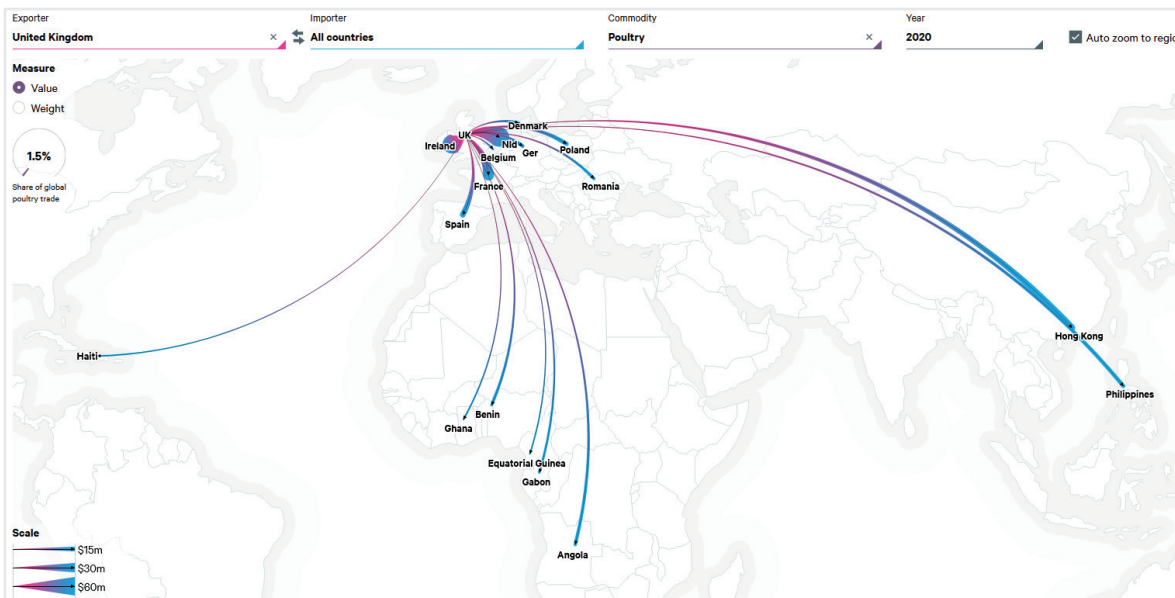 Exporter
United Kingdom ×
Importer
All countries
Commodity
Poultry ×
Year
2020
Auto zoom to regio
Measure
Value
Weight
1.5%
Share of global
poultry trade
UK
Denmark
Ireland
Nld
Ger
Poland
Belgium
France
Romania
Spain
Haiti
Hong Kong
Philippines
Benin
Ghana
Equatorial Guinea
Gabon
Angola
Scale
$15m
$30m
$60m